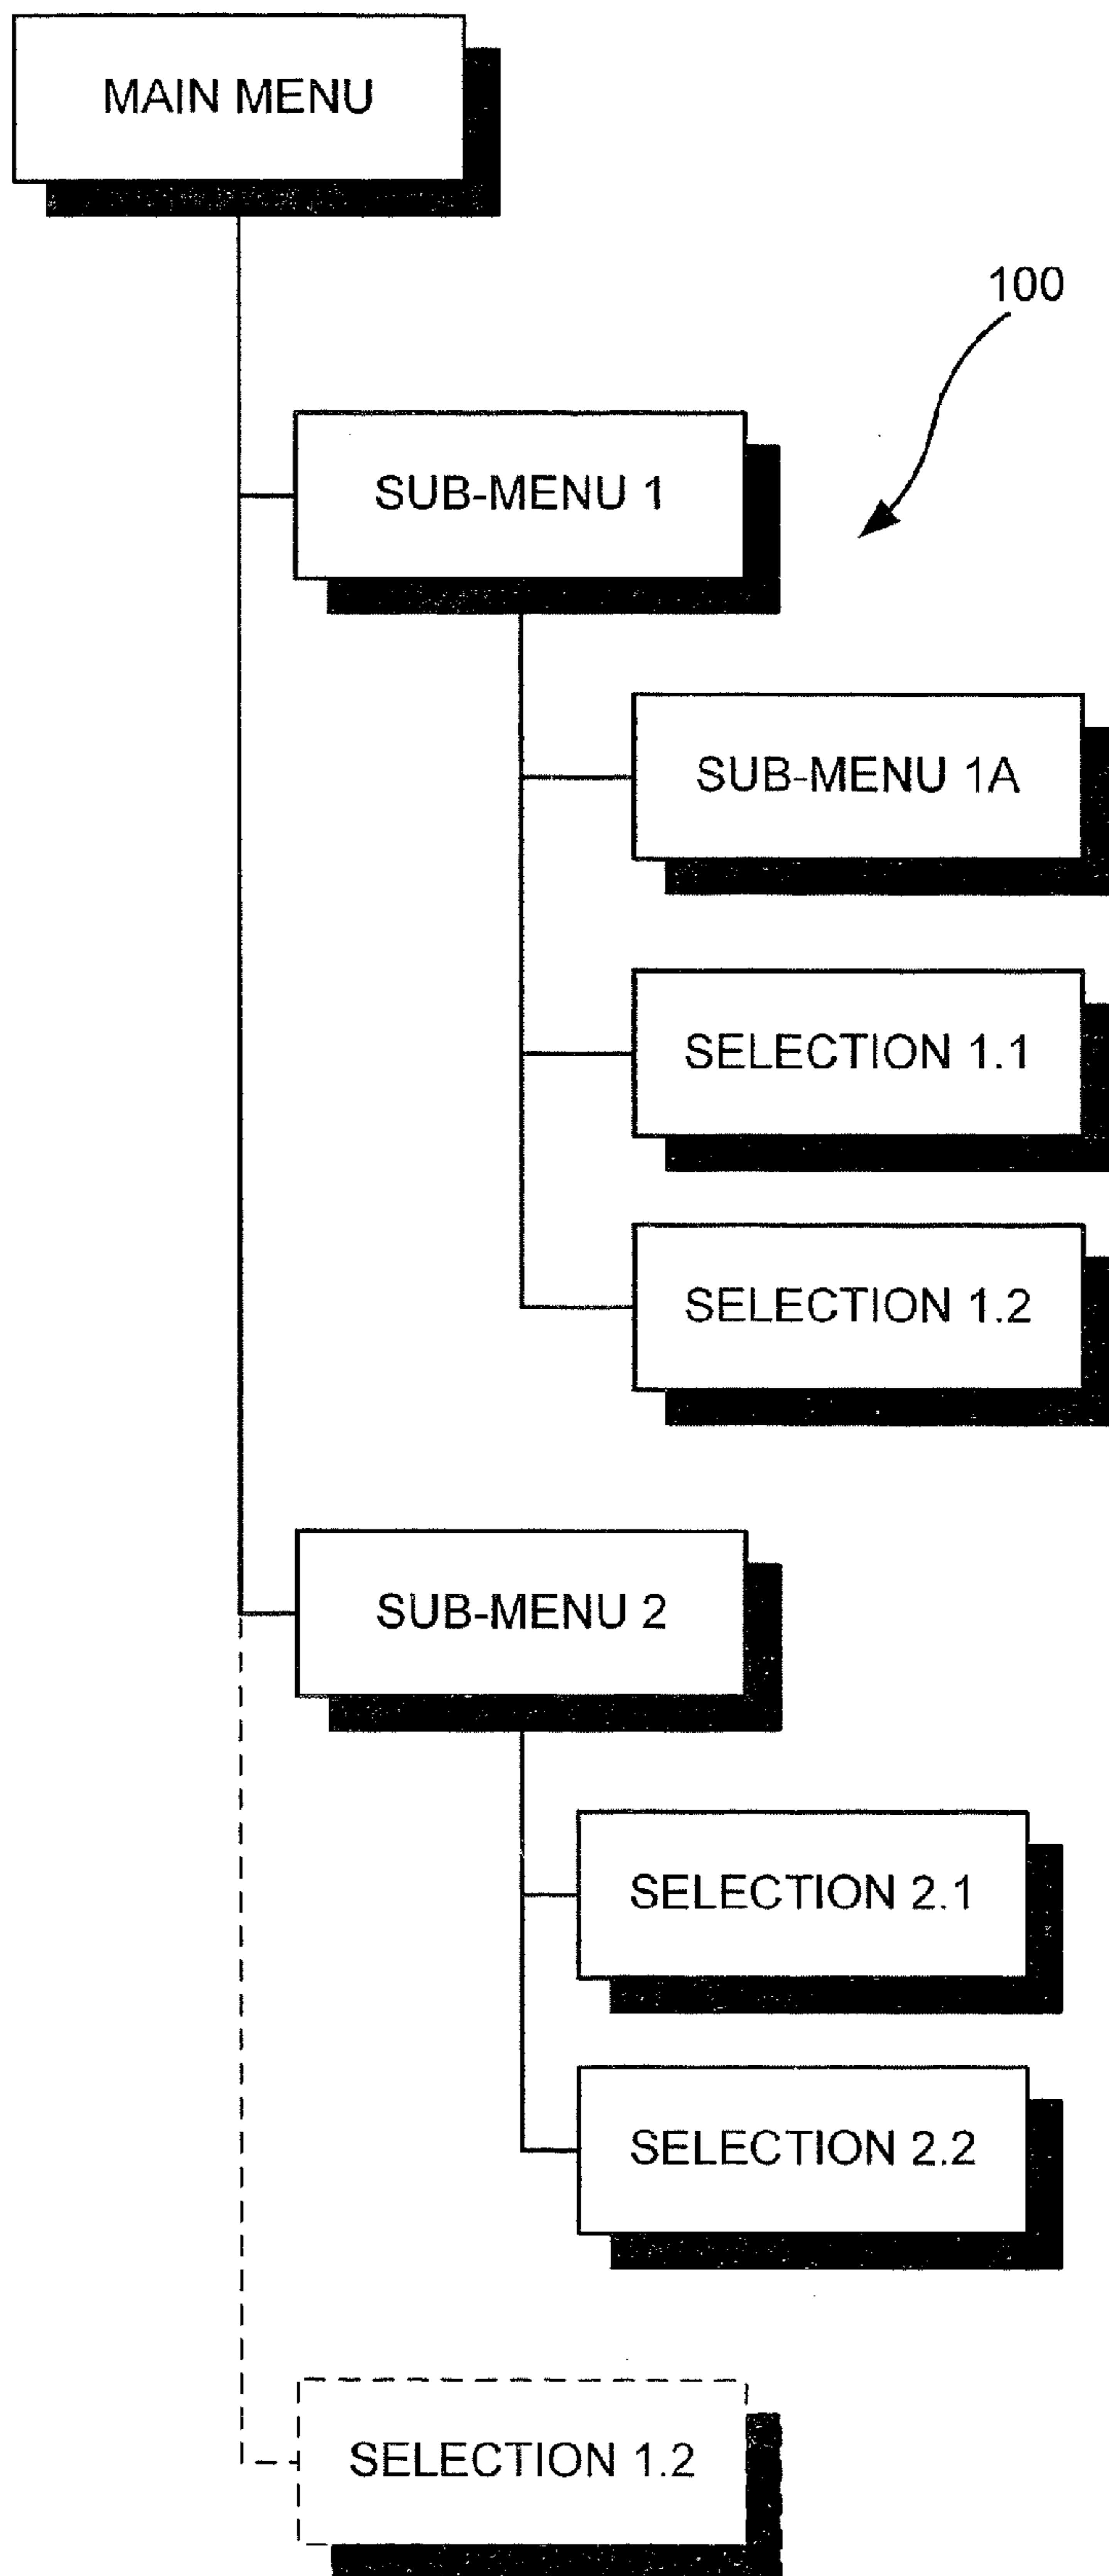 MAIN MENU
100
SUB-MENU 1
SUB-MENU 1A
SELECTION 1.1
SELECTION 1.2
SUB-MENU 2
SELECTION 2.1
SELECTION 2.2
SELECTION 1.2